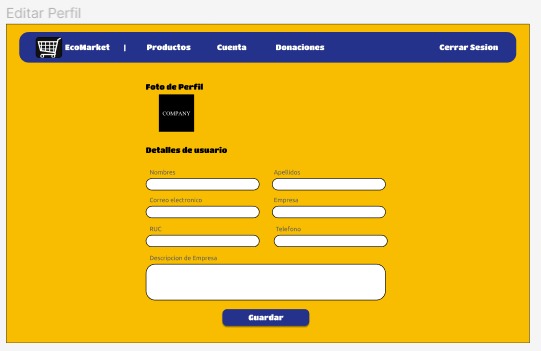 Editar Perfil
EcoMarket | Productos Cuenta Donaciones Cerrar Sesion
Foto de Perfil
COMPANY
Detalles de usuario
Nombres Apellidos
Correo electronico Empresa
RUC Telefono
Descripcion de Empresa
Guardar